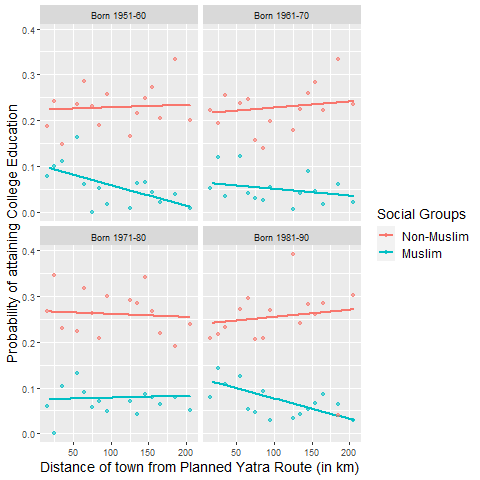 Born 1951-60
Born 1961-70
0.4
0.3
0.2
0.1
0.0
Born 1971-80
Born 1981-90
0.4
0.3
0.2
0.1
0.0
50 100 150 200
50 100 150 200
Distance of town from Planned Yatra Route (in km)
Probability of attaining College Education
Social Groups
Non-Muslim
Muslim